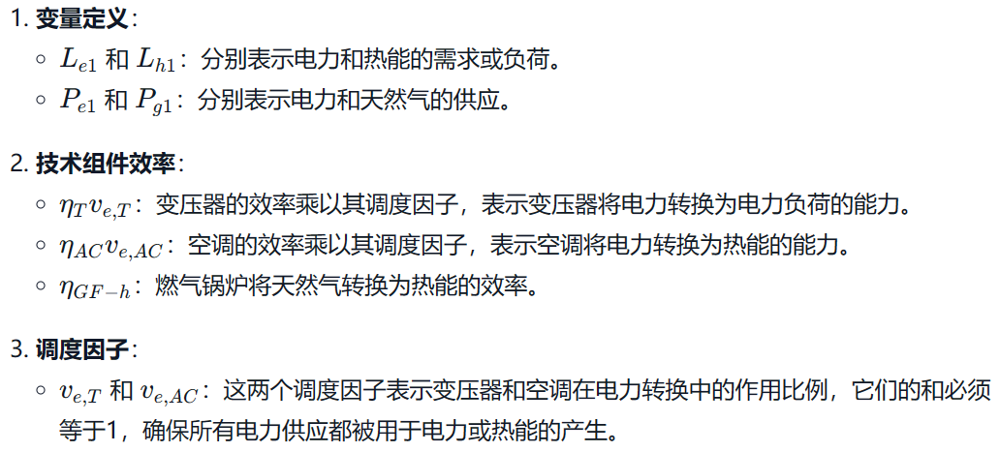 1. 变量定义：
○ L_{e1} 和 L_{h1}：分别表示电力和热能的需求或负荷。
○ P_{e1} 和 P_{g1}：分别表示电力和天然气的供应。
2. 技术组件效率：
○ η_T v_{e,T}：变压器的效率乘以其调度因子，表示变压器将电力转换为电力负荷的能力。
○ η_{AC} v_{e,AC}：空调的效率乘以其调度因子，表示空调将电力转换为热能的能力。
○ η_{GF-h}：燃气锅炉将天然气转换为热能的效率。
3. 调度因子：
○ v_{e,T} 和 v_{e,AC}：这两个调度因子表示变压器和空调在电力转换中的作用比例，它们的和必须
等于1，确保所有电力供应都被用于电力或热能的产生。